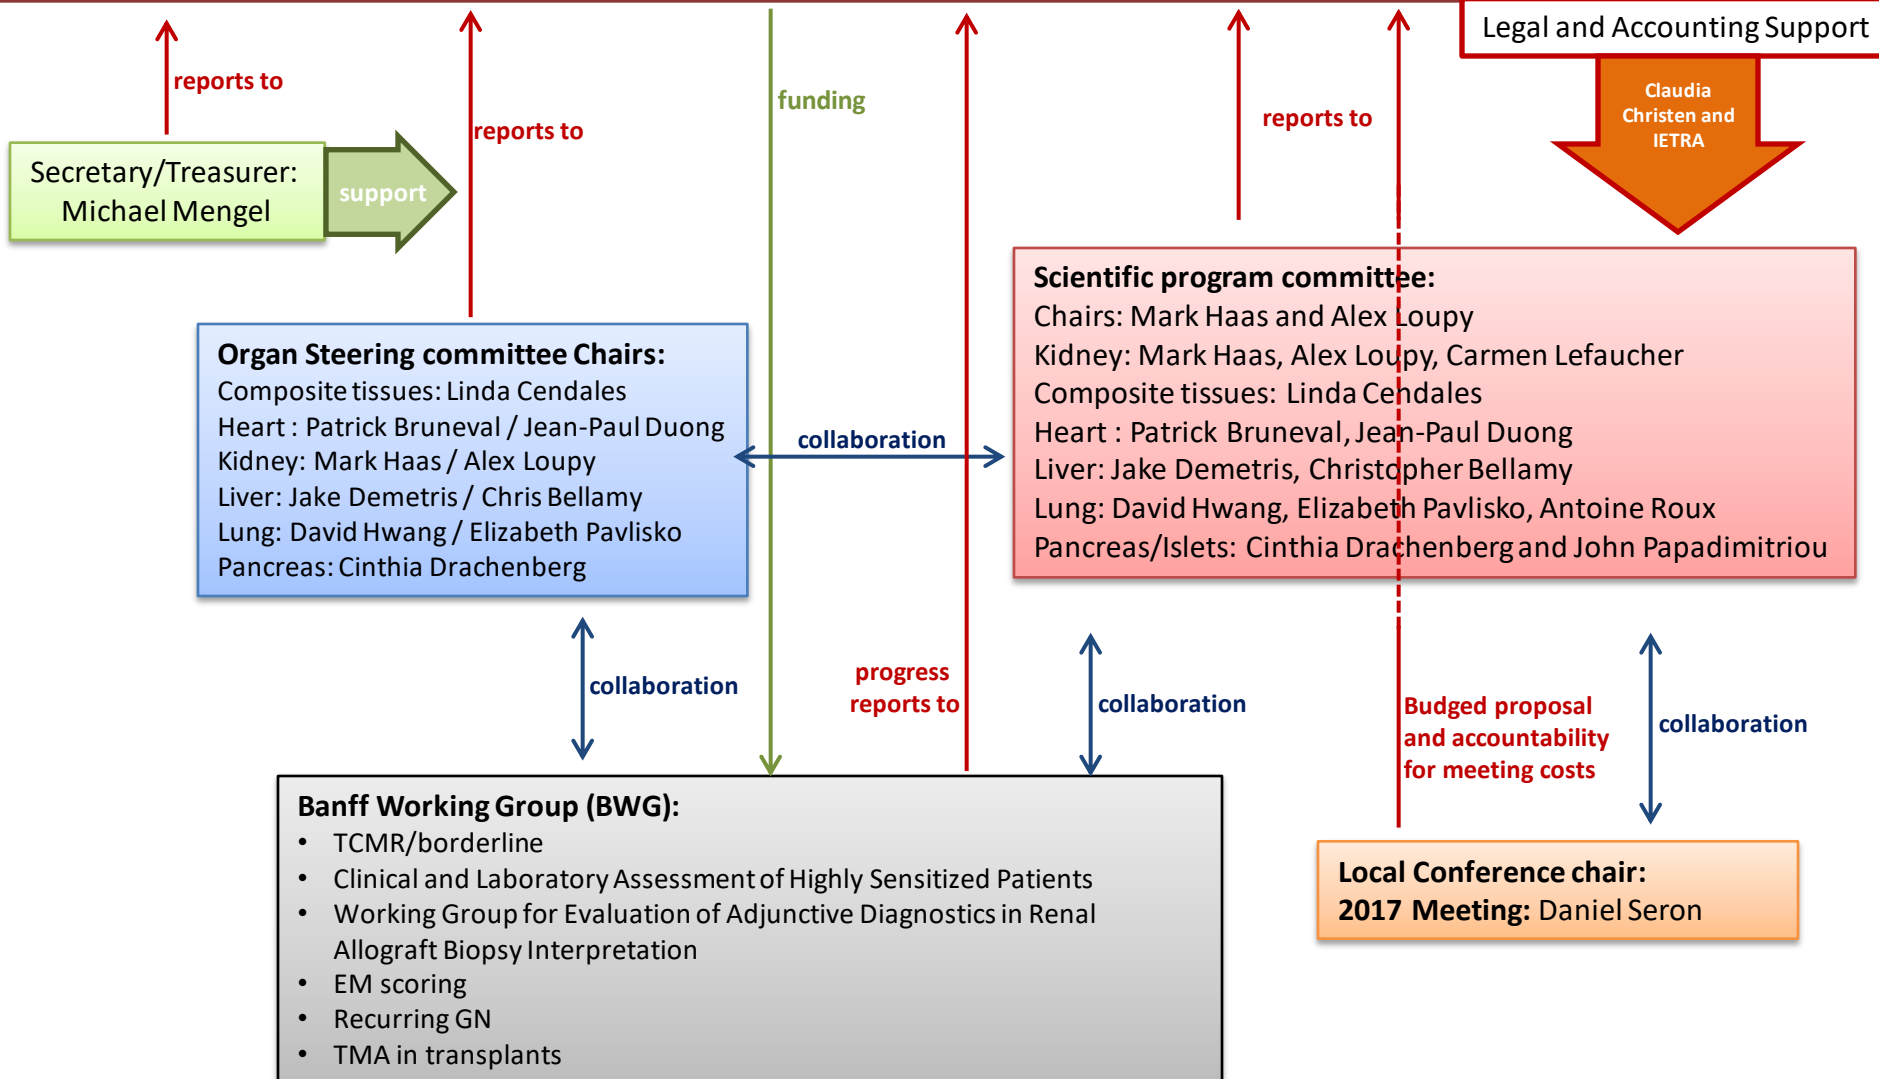 Legal and Accounting Support
Claudia
Christen and
IETRA
reports to
reports to
funding
reports to
Secretary/Treasurer:
Michael Mengel
support
Organ Steering committee Chairs:
Composite tissues: Linda Cendales
Heart : Patrick Bruneval / Jean-Paul Duong
Kidney: Mark Haas / Alex Loupy
Liver: Jake Demetris / Chris Bellamy
Lung: David Hwang / Elizabeth Pavlisko
Pancreas: Cinthia Drachenberg
collaboration
Scientific program committee:
Chairs: Mark Haas and Alex Loupy
Kidney: Mark Haas, Alex Loupy, Carmen Lefaucher
Composite tissues: Linda Cendales
Heart : Patrick Bruneval, Jean-Paul Duong
Liver: Jake Demetris, Christopher Bellamy
Lung: David Hwang, Elizabeth Pavlisko, Antoine Roux
Pancreas/Islets: Cinthia Drachenberg and John Papadimitriou
collaboration
progress
reports to
collaboration
Budged proposal
and accountability
for meeting costs
collaboration
Banff Working Group (BWG):
• TCMR/borderline
• Clinical and Laboratory Assessment of Highly Sensitized Patients
• Working Group for Evaluation of Adjunctive Diagnostics in Renal
Allograft Biopsy Interpretation
• EM scoring
• Recurring GN
• TMA in transplants
Local Conference chair:
2017 Meeting: Daniel Seron